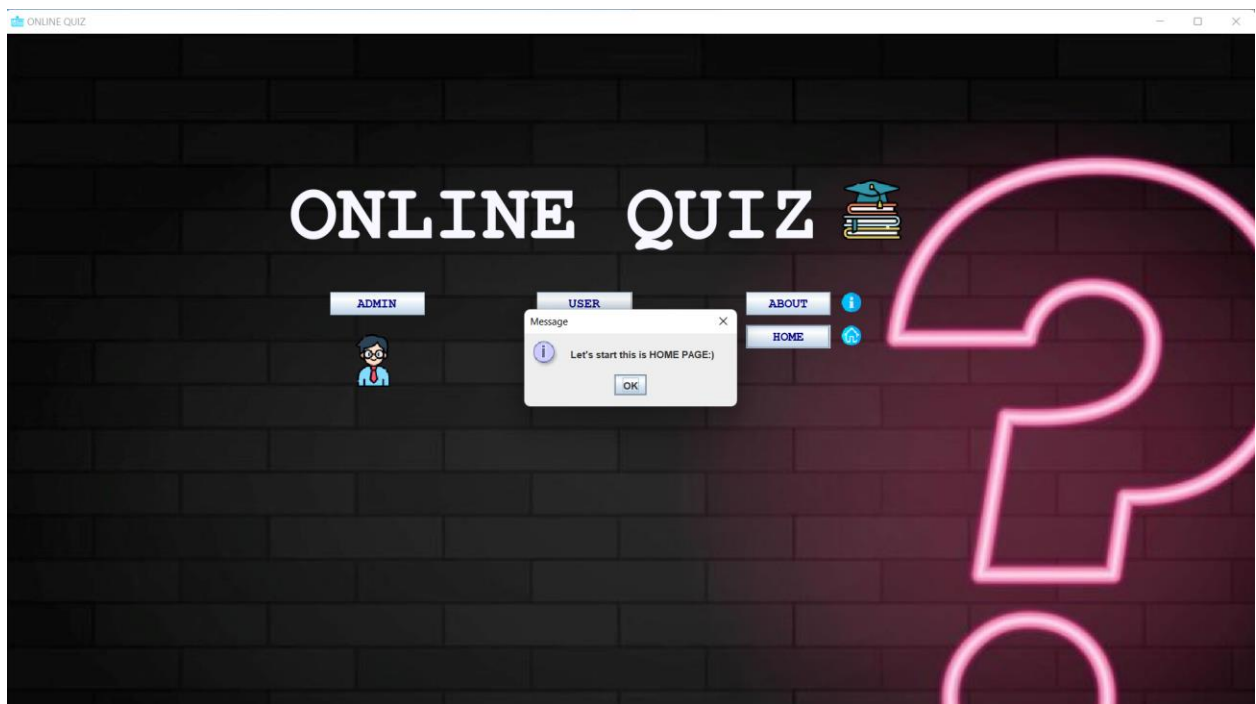 ONLINE QUIZ
ONLINE QUIZ
ADMIN
USER
ABOUT
HOME
Message
Let's start this is HOME PAGE:)
OK